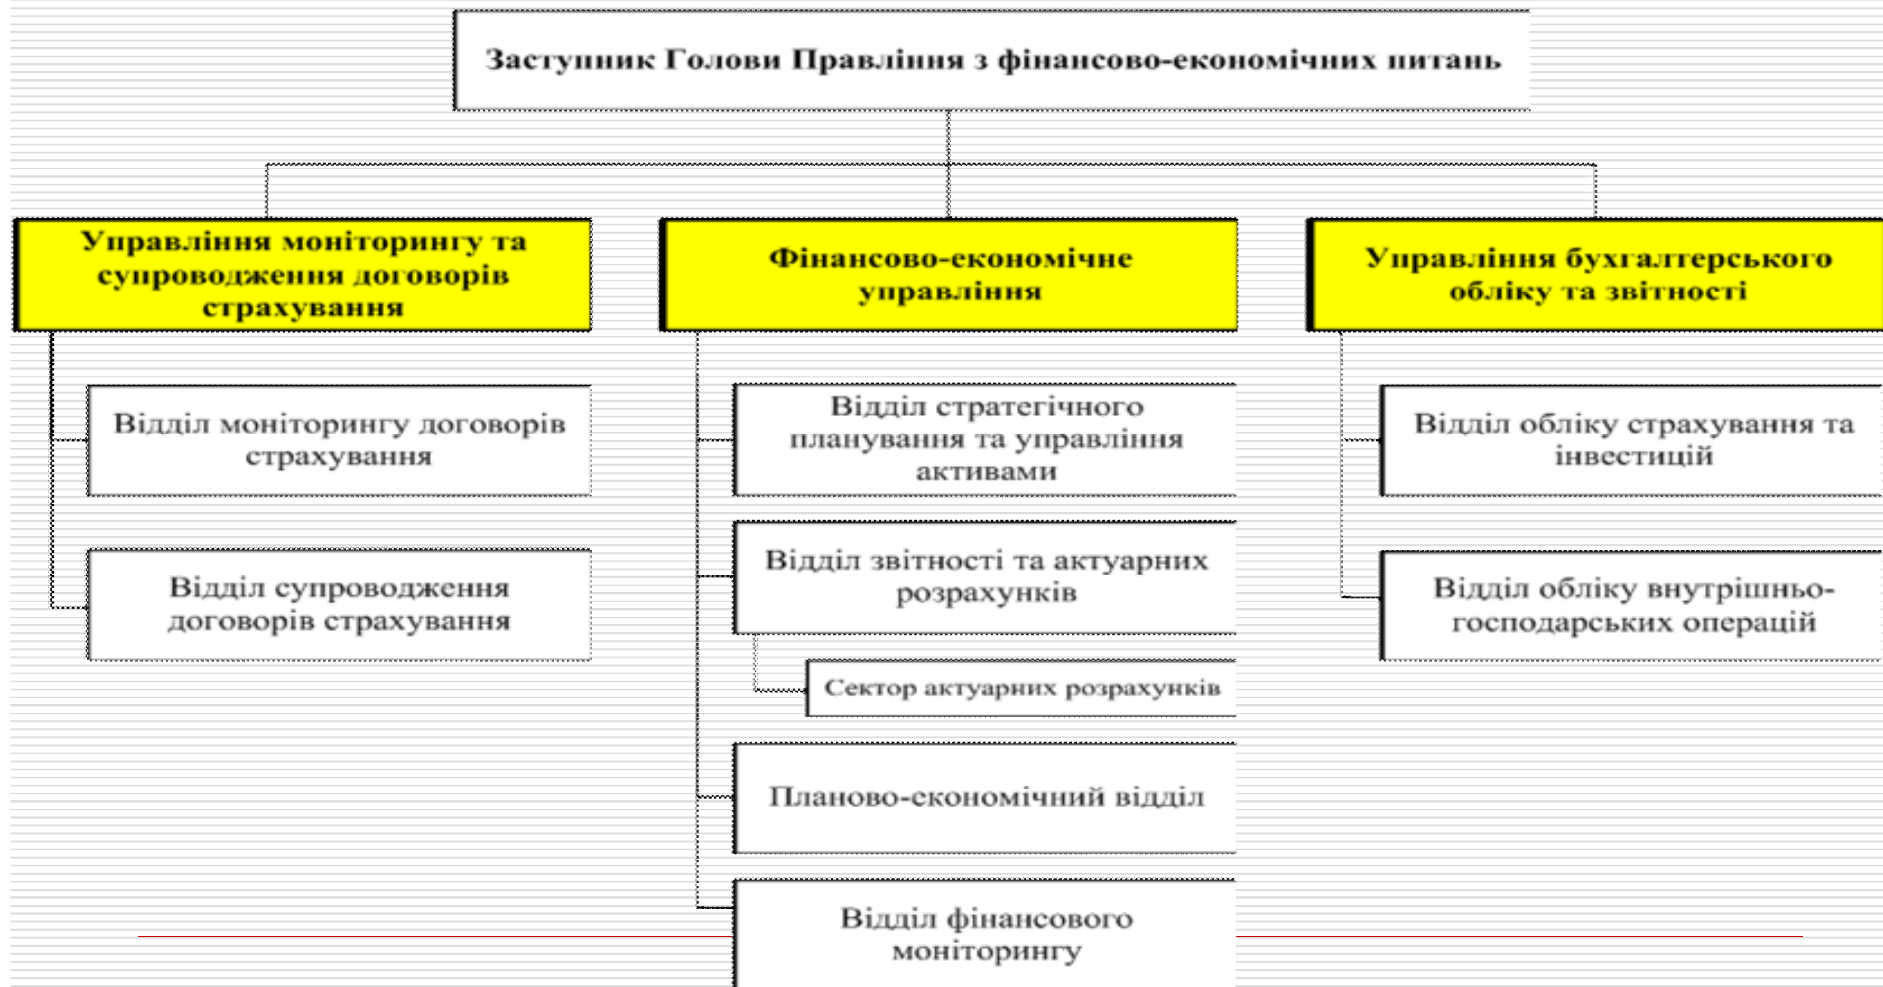 Заступник Голови Правління з фінансово-економічних питань
Управління моніторингу та
супроводження договорів
страхування
Відділ моніторингу договорів
страхування
Відділ супроводження
договорів страхування
Фінансово-економічне
управління
Відділ стратегічного
планування та управління
активами
Відділ звітності та актуарних
розрахунків
Сектор актуарних розрахунків
Планово-економічний відділ
Відділ фінансового
моніторингу
Управління бухгалтерського
обліку та звітності
Відділ обліку страхування та
інвестицій
Відділ обліку внутрішньо-
господарських операцій